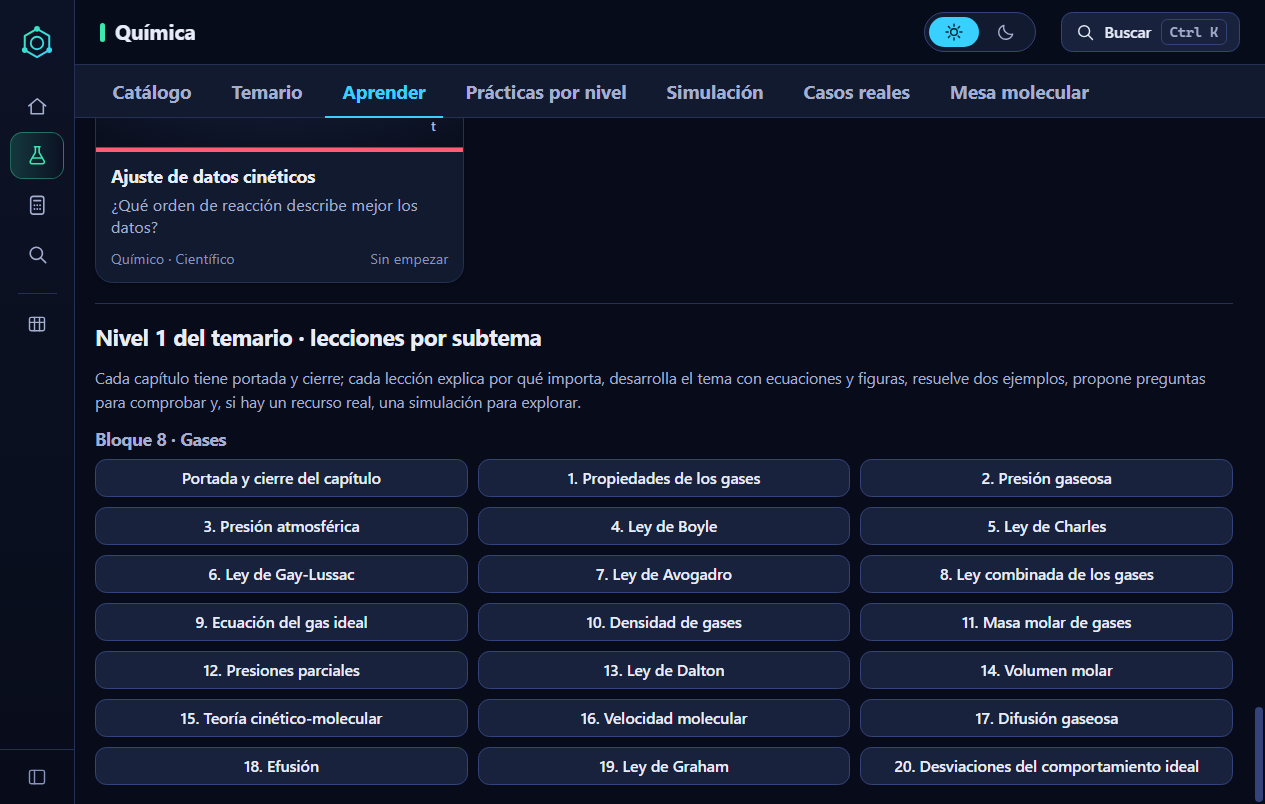 Química
Buscar
Ctrl K
Catálogo
Temario
Aprender
Prácticas por nivel
Simulación
Casos reales
Mesa molecular
t
Ajuste de datos cinéticos
¿Qué orden de reacción describe mejor los
datos?
Químico · Científico
Sin empezar
Nivel 1 del temario · lecciones por subtema
Cada capítulo tiene portada y cierre; cada lección explica por qué importa, desarrolla el tema con ecuaciones y figuras, resuelve dos ejemplos, propone preguntas
para comprobar y, si hay un recurso real, una simulación para explorar.
Bloque 8 · Gases
Portada y cierre del capítulo
1. Propiedades de los gases
2. Presión gaseosa
3. Presión atmosférica
4. Ley de Boyle
5. Ley de Charles
6. Ley de Gay-Lussac
7. Ley de Avogadro
8. Ley combinada de los gases
9. Ecuación del gas ideal
10. Densidad de gases
11. Masa molar de gases
12. Presiones parciales
13. Ley de Dalton
14. Volumen molar
15. Teoría cinético-molecular
16. Velocidad molecular
17. Difusión gaseosa
18. Efusión
19. Ley de Graham
20. Desviaciones del comportamiento ideal